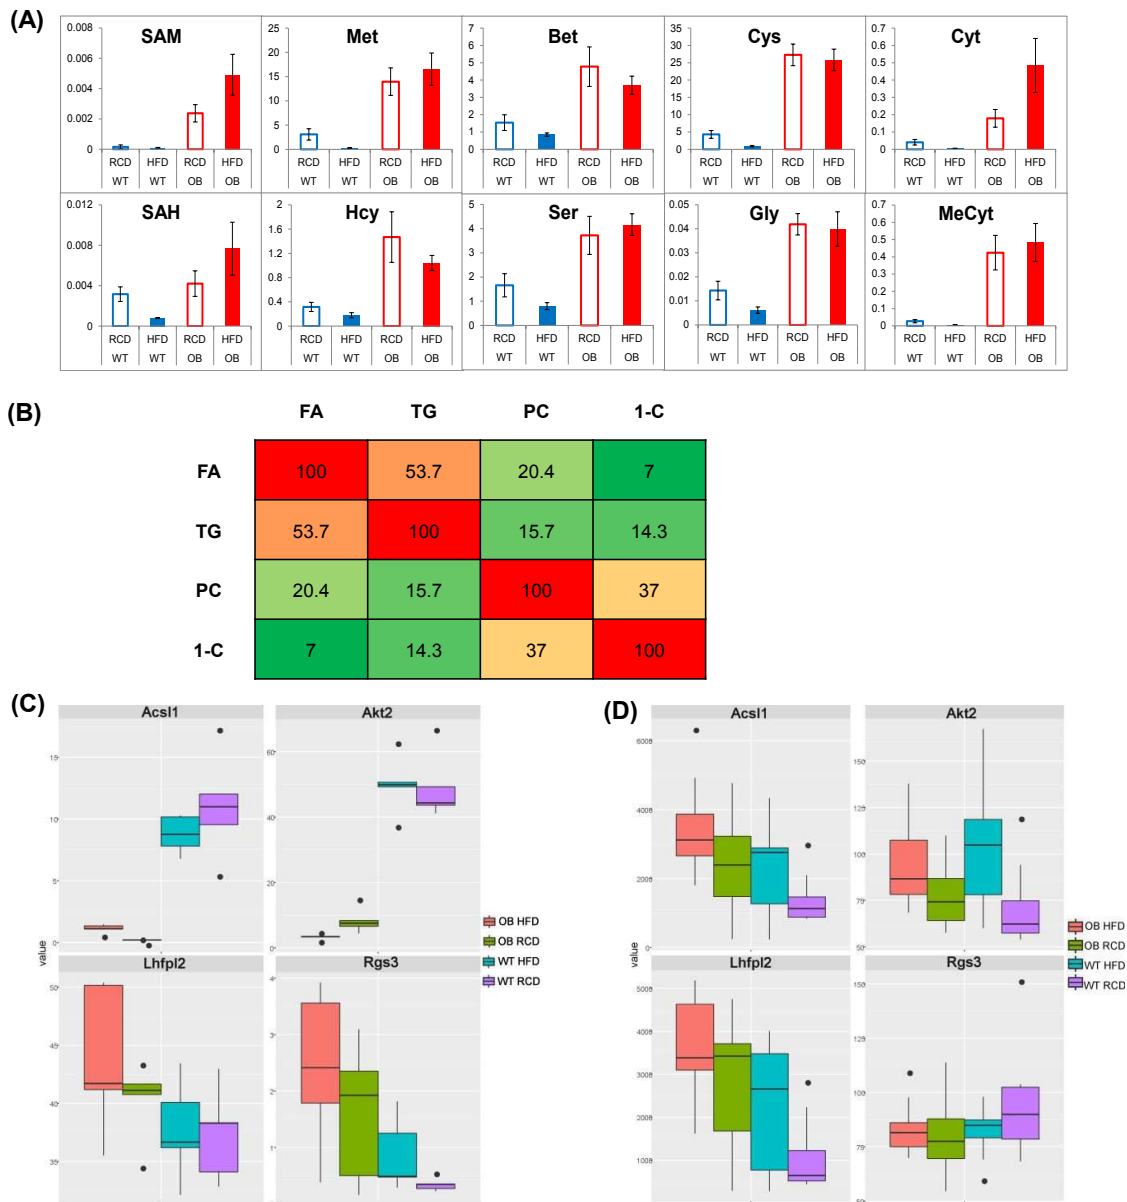 (A)
SAM Met Bet Cys Cyt
0.008 25 7 35 0.7
20 6 30 0.6
0.006 5 25 0.5
15 4 20 0.4
0.004 3 15 0.3
10 2 10 0.2
0.002 5 1 5 0.1
0 0 0 0 0
RCD HFD RCD HFD RCD HFD RCD HFD RCD HFD RCD HFD RCD HFD RCD HFD RCD HFD RCD HFD
WT WT OB OB WT WT OB OB WT WT OB OB WT WT OB OB WT WT OB OB
SAH Hcy Ser Gly MeCyt
0.012 2 5 0.05 0.7
1.6 4 0.04 0.6
0.008 1.2 3 0.03 0.5
0.8 2 0.02 0.4
0.004 0.4 1 0.01 0.3
0.2
0.1
0 0 0 0 0
RCD HFD RCD HFD RCD HFD RCD HFD RCD HFD RCD HFD RCD HFD RCD HFD RCD HFD RCD HFD
WT WT OB OB WT WT OB OB WT WT OB OB WT WT OB OB WT WT OB OB
(B)
FA TG PC 1-C
FA 100 53.7 20.4 7
TG 53.7 100 15.7 14.3
PC 20.4 15.7 100 37
1-C 7 14.3 37 100
(C)
Acsl1 Akt2
15 60
10 40
5 20
0 0
value
Lhfpl2 Rgs3
50
45
40
35
OB HFD
OB RCD
WT HFD
WT RCD
(D)
Acsl1 Akt2
value
Lhfpl2 Rgs3
OB HFD
OB RCD
WT HFD
WT RCD